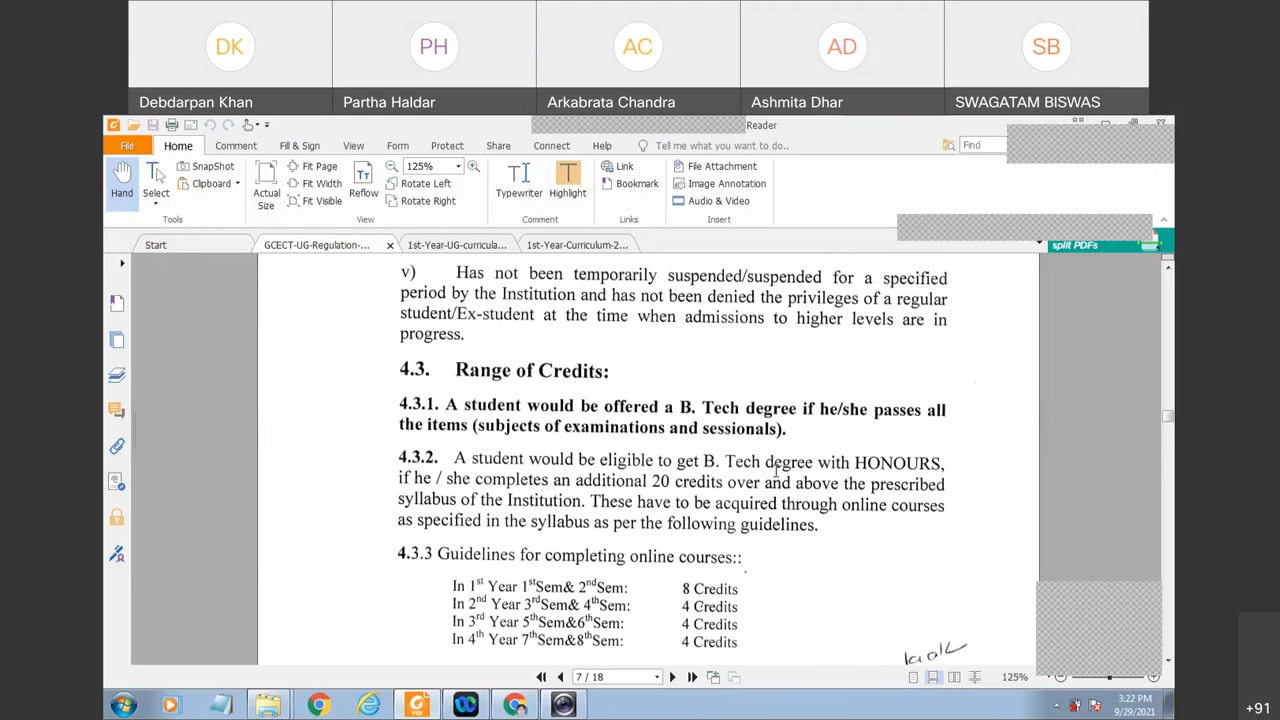 DK
PH
AC
AD
SB
Debdarpan Khan
Partha Haldar
Arkabrata Chandra
Ashmita Dhar
SWAGATAM BISWAS
Reader
File
Home
Comment
View
Form
Protect
Share
Connect
Help
Tell me what you want to do..
Find
Fill & Sign
Hand
Select
SnapShot
Clipboard
Tools
Actual Size
Fit Page
Fit Width
Fit Visible
Reflow
125%
Rotate Left
Rotate Right
View
Typewriter
Highlight
Comment
Link
Bookmark
Links
File Attachment
Image Annotation
Audio & Video
Insert
Start
GCECT-UG-Regulation-...
1st-Year-UG-curricula...
1st-Year-Curriculum-2...
split PDFs
v) Has not been temporarily suspended/suspended for a specified
period by the Institution and has not been denied the privileges of a regular
student/Ex-student at the time when admissions to higher levels are in
progress.
4.3. Range of Credits:
4.3.1. A student would be offered a B. Tech degree if he/she passes all
the items (subjects of examinations and sessionals).
4.3.2. A student would be eligible to get B. Tech degree with HONOURS,
if he / she completes an additional 20 credits over and above the prescribed
syllabus of the Institution. These have to be acquired through online courses
as specified in the syllabus as per the following guidelines.
4.3.3 Guidelines for completing online courses::
In 1st Year 1stSem& 2ndSem: 8 Credits
In 2nd Year 3rdSem& 4thSem: 4 Credits
In 3rd Year 5thSem&6thSem: 4 Credits
In 4th Year 7thSem&8thSem: 4 Credits
7 / 18
125%
3:22 PM
9/29/2021
+91